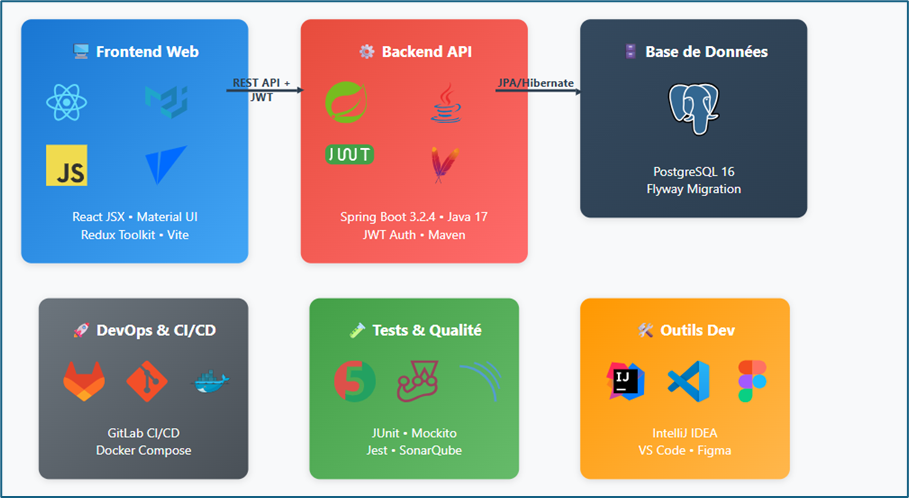 Frontend Web
JS
React JSX • Material UI
Redux Toolkit • Vite
REST API +
JWT
Backend API
JWT
Spring Boot 3.2.4 • Java 17
JWT Auth • Maven
JPA/Hibernate
Base de Données
PostgreSQL 16
Flyway Migration
DevOps & CI/CD
GitLab CI/CD
Docker Compose
Tests & Qualité
5
JUnit • Mockito
Jest • SonarQube
Outils Dev
IJ
IntelliJ IDEA
VS Code • Figma